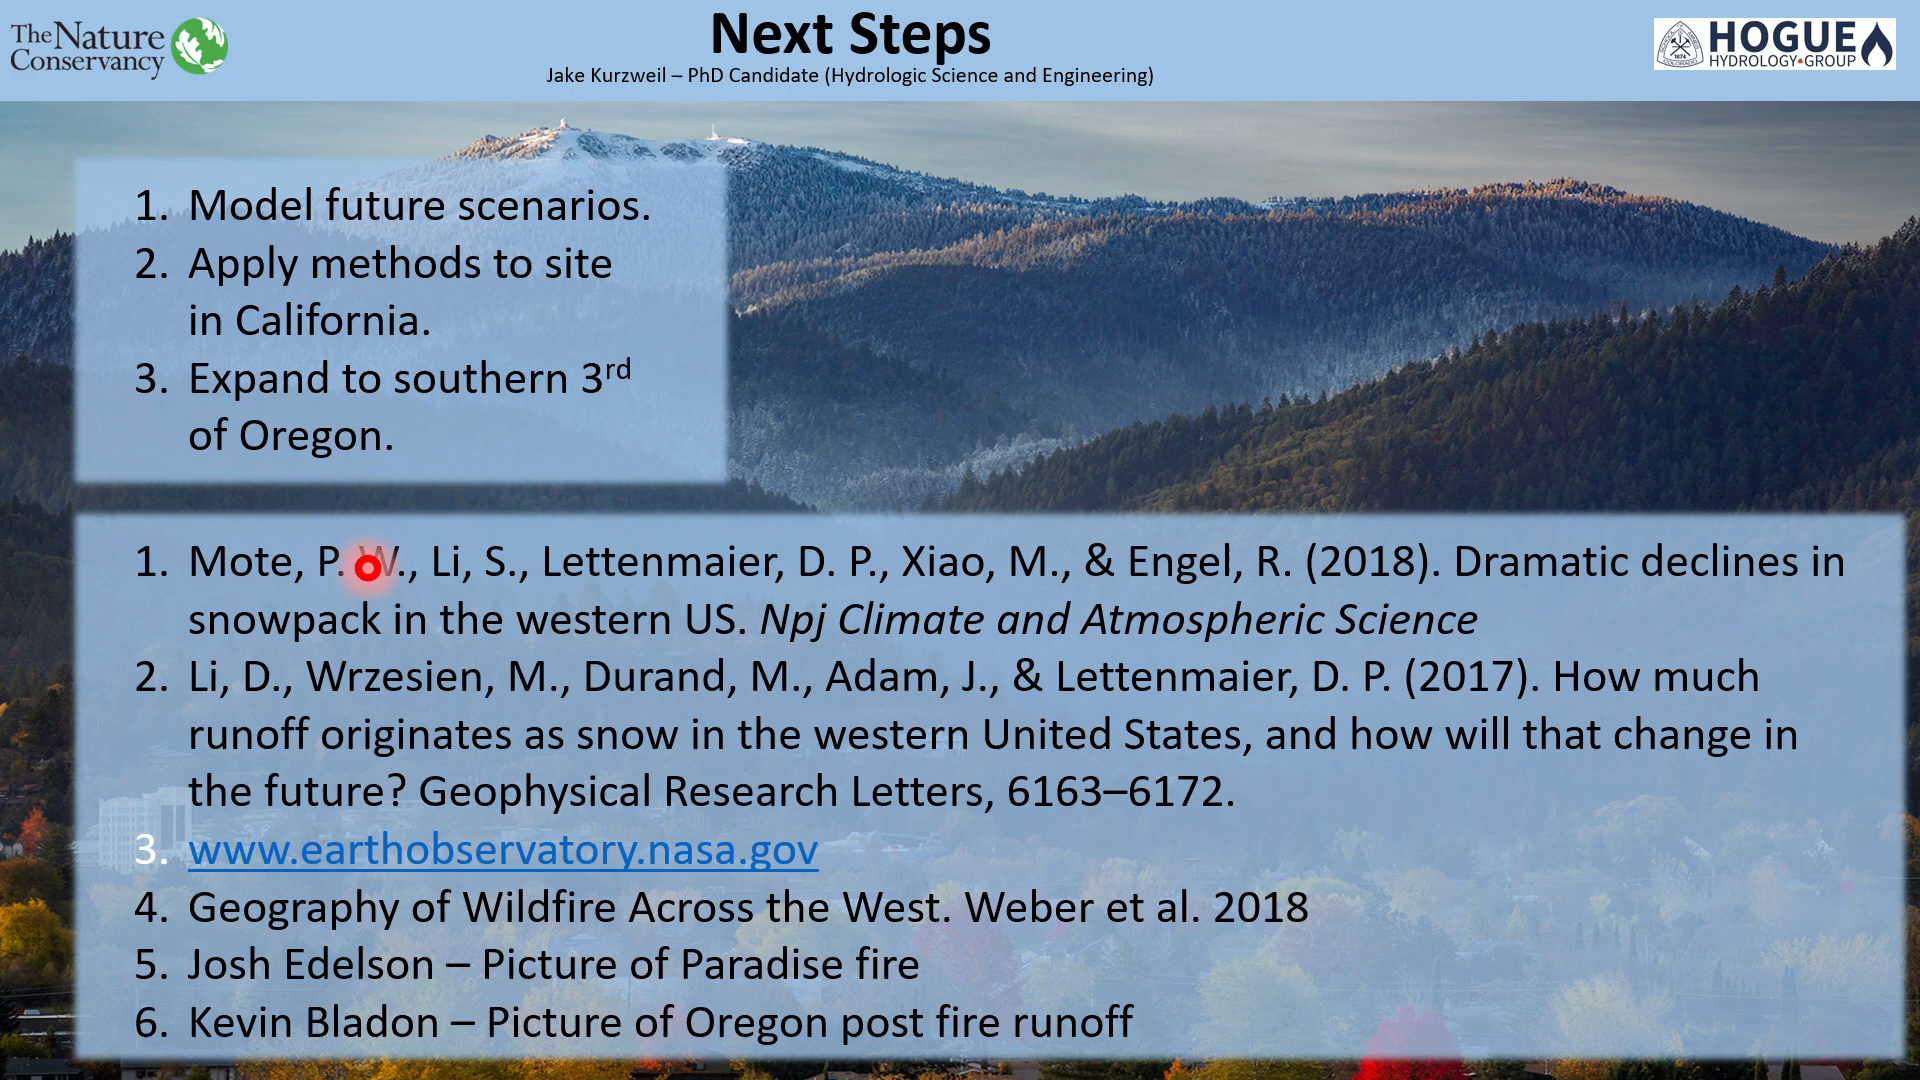 The Nature
Conservancy
Next Steps
Jake Kurzweil – PhD Candidate (Hydrologic Science and Engineering)
HOGUE
HYDROLOGY GROUP
1. Model future scenarios.
2. Apply methods to site
in California.
3. Expand to southern 3rd
of Oregon.
1. Mote, P. W., Li, S., Lettenmaier, D. P., Xiao, M., & Engel, R. (2018). Dramatic declines in
snowpack in the western US. Npj Climate and Atmospheric Science
2. Li, D., Wrzesien, M., Durand, M., Adam, J., & Lettenmaier, D. P. (2017). How much
runoff originates as snow in the western United States, and how will that change in
the future? Geophysical Research Letters, 6163–6172.
3. www.earthobservatory.nasa.gov
4. Geography of Wildfire Across the West. Weber et al. 2018
5. Josh Edelson – Picture of Paradise fire
6. Kevin Bladon – Picture of Oregon post fire runoff